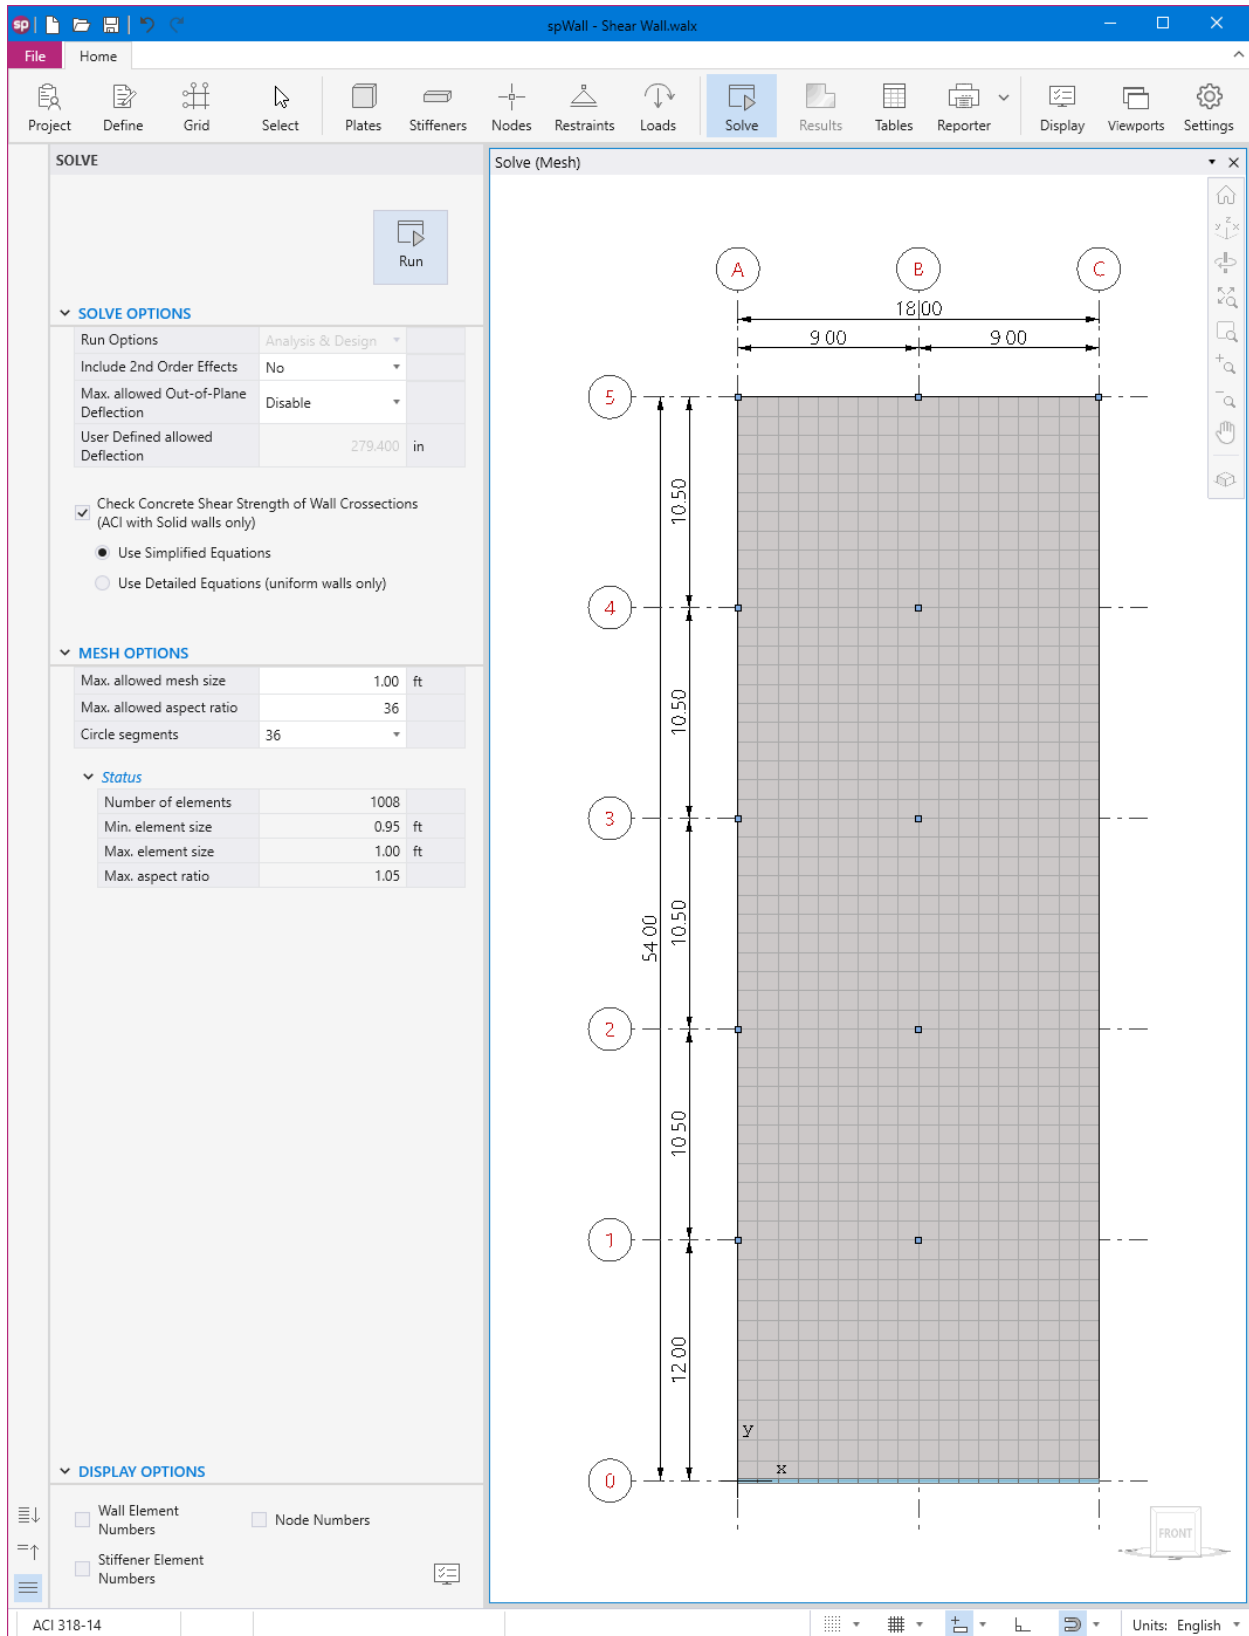 sp
spWall - Shear Wall.walx
File Home
Project Define Grid Select Plates Stiffeners Nodes Restraints Loads Solve Results Tables Reporter Display Viewports Settings
SOLVE
Run
SOLVE OPTIONS
Run Options Analysis & Design
Include 2nd Order Effects No
Max. allowed Out-of-Plane
Deflection
Disable
User Defined allowed
Deflection
279.400 in
Check Concrete Shear Strength of Wall Crossections
(ACI with Solid walls only)
Use Simplified Equations
Use Detailed Equations (uniform walls only)
MESH OPTIONS
Max. allowed mesh size 1.00 ft
Max. allowed aspect ratio 36
Circle segments 36
Status
Number of elements 1008
Min. element size 0.95 ft
Max. element size 1.00 ft
Max. aspect ratio 1.05
DISPLAY OPTIONS
Wall Element
Numbers
Node Numbers
Stiffener Element
Numbers
Solve (Mesh)
A B C
18.00
9.00 9.00
5
10.50
4
10.50
3
10.50
54.00
2
10.50
1
12.00
0
y
x
z
y x
FRONT
ACI 318-14
Units: English